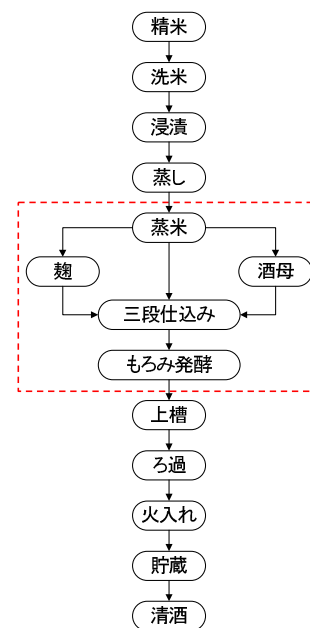 精米
洗米
浸漬
蒸し
蒸米
麹
酒母
三段仕込み
もろみ発酵
上槽
ろ過
火入れ
貯蔵
清酒